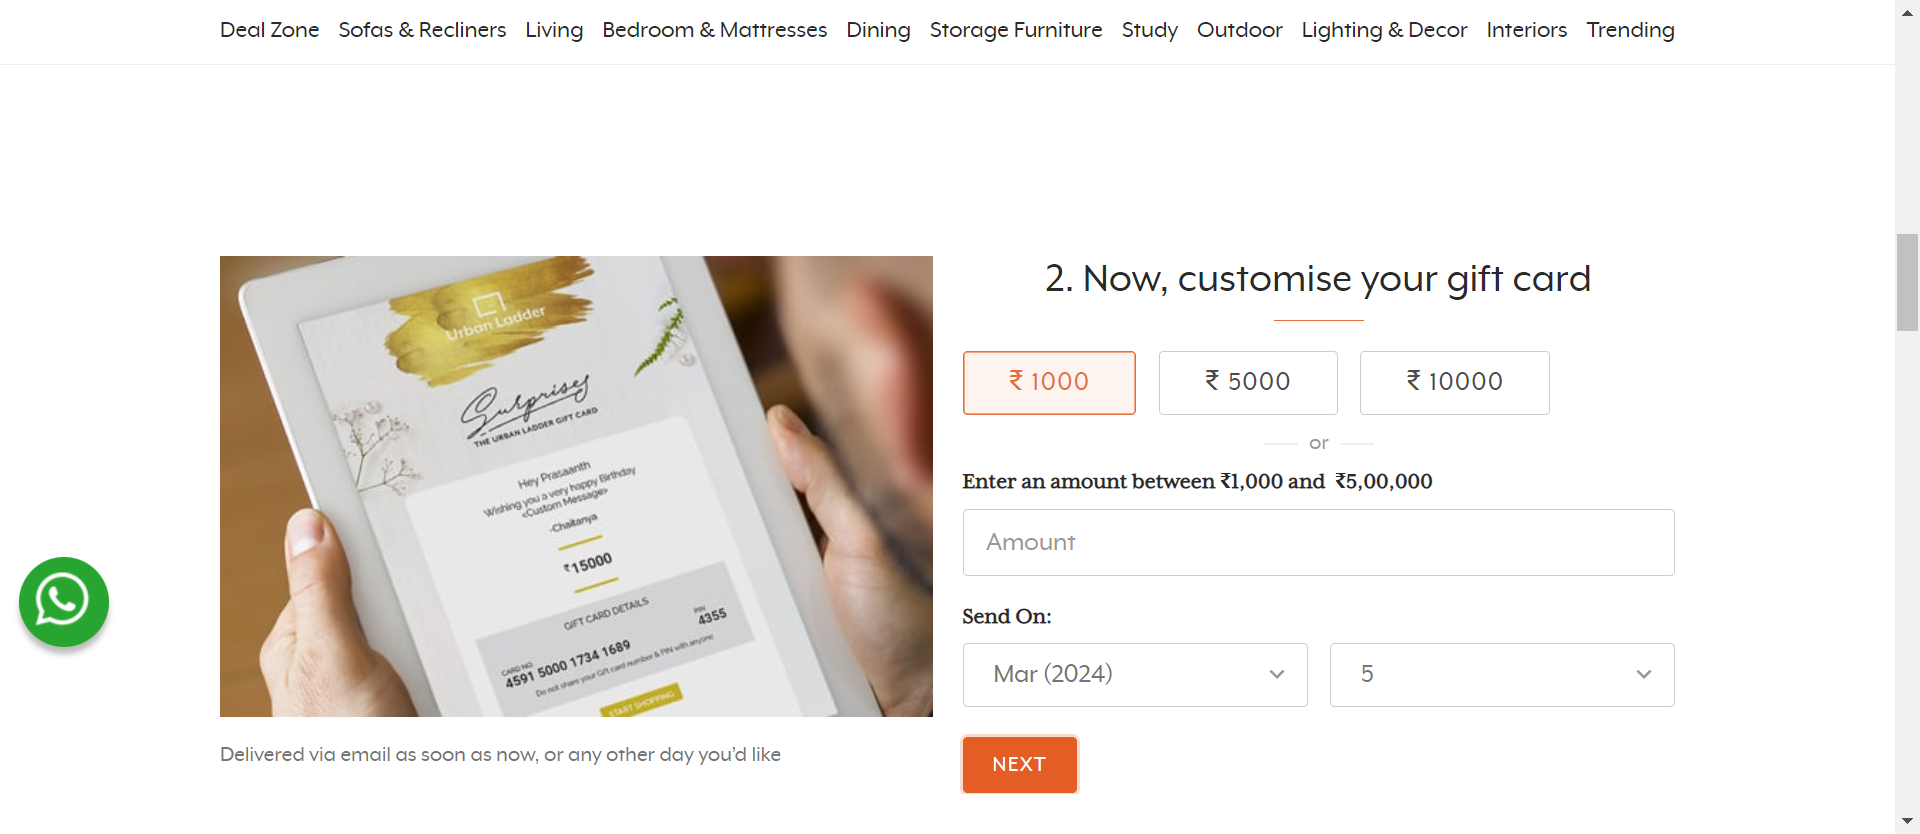 Deal Zone Sofas & Recliners Living Bedroom & Mattresses Dining Storage Furniture Study Outdoor Lighting & Decor Interiors Trending
Urban Ladder
Surprises
THE URBAN LADDER GIFT CARD
Hey Prasaanth
Wishing you a very happy Birthday
<Custom Message>
-Chaitanya
₹15000
GIFT CARD DETAILS
CARD NO.
4591 5000 1734 1689
PIN
4355
Do not share your Gift card number & PIN with anyone
START SHOPPING
Delivered via email as soon as now, or any other day you’d like
2. Now, customise your gift card
₹ 1000
₹ 5000
₹ 10000
or
Enter an amount between ₹1,000 and ₹5,00,000
Amount
Send On:
Mar (2024)
5
NEXT